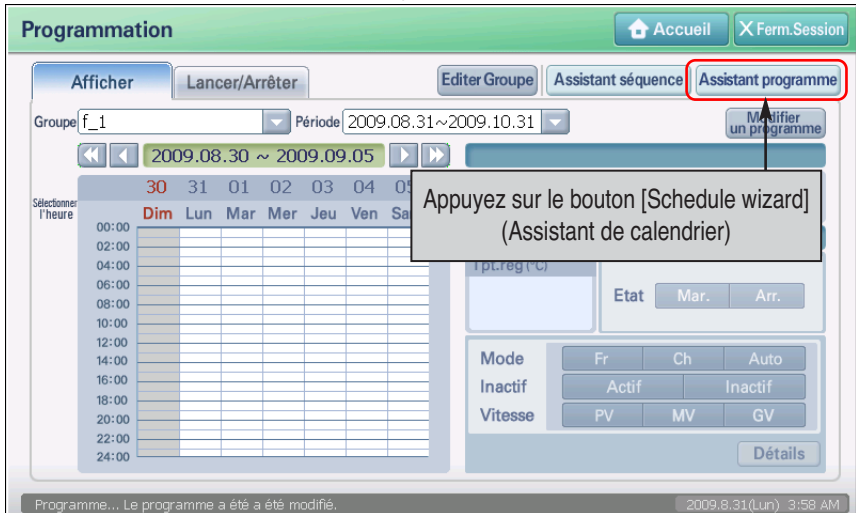 Programmation
Accueil
X Ferm.Session
Afficher
Lancer/Arrêter
Editer Groupe
Assistant séquence
Assistant programme
Groupe f_1
Période 2009.08.31~2009.10.31
Modifier
un programme
2009.08.30 ~ 2009.09.05
30 31 01 02 03 04
Sélectionner
l'heure
Dim Lun Mar Mer Jeu Ven
Appuyez sur le bouton [Schedule wizard]
(Assistant de calendrier)
00:00
02:00
04:00
06:00
08:00
10:00
12:00
14:00
16:00
18:00
20:00
22:00
24:00
T pt.reg (°C)
Etat Mar. Arr.
Mode Fr Ch Auto
Inactif Actif Inactif
Vitesse PV MV GV
Détails
Programme... Le programme a été a été modifié.
2009.8.31(Lun) 3:58 AM